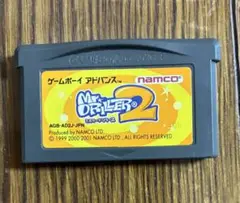 ゲームボーイ アドバンス™
namco®
Mr.
DRiLLER 2
ミスタードリラー2
AGB-AD2J-JPN
Produced by NAMCO LTD.
© 1999 2000 2001 NAMCO LTD., ALL RIGHTS RESERVED